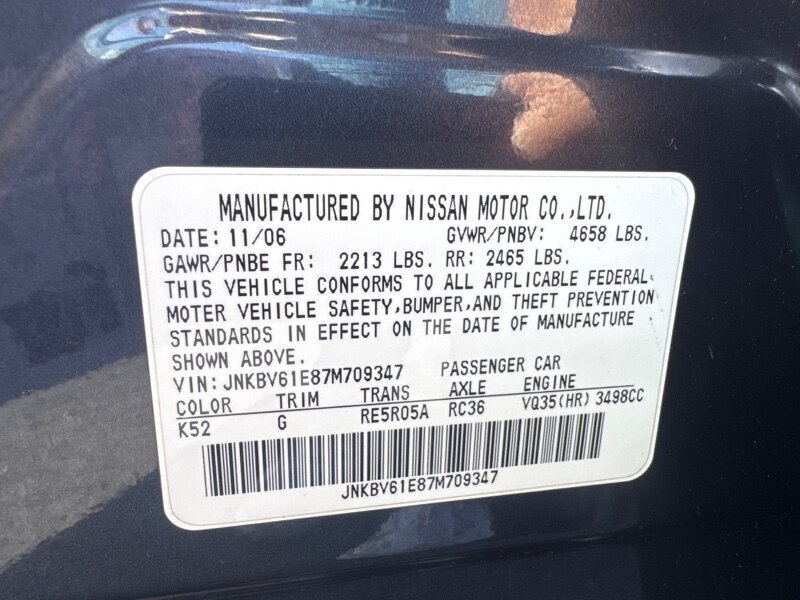 MANUFACTURED BY NISSAN MOTOR CO.,LTD.
DATE: 11/06 GVWR/PNBV: 4658 LBS.
GAWR/PNBE FR: 2213 LBS. RR: 2465 LBS.
THIS VEHICLE CONFORMS TO ALL APPLICABLE FEDERAL
MOTER VEHICLE SAFETY,BUMPER,AND THEFT PREVENTION
STANDARDS IN EFFECT ON THE DATE OF MANUFACTURE
SHOWN ABOVE.
VIN: JNKBV61E87M709347 PASSENGER CAR
COLOR TRIM TRANS AXLE ENGINE
K52 G RE5R05A RC36 VQ35(HR) 3498CC
JNKBV61E87M709347